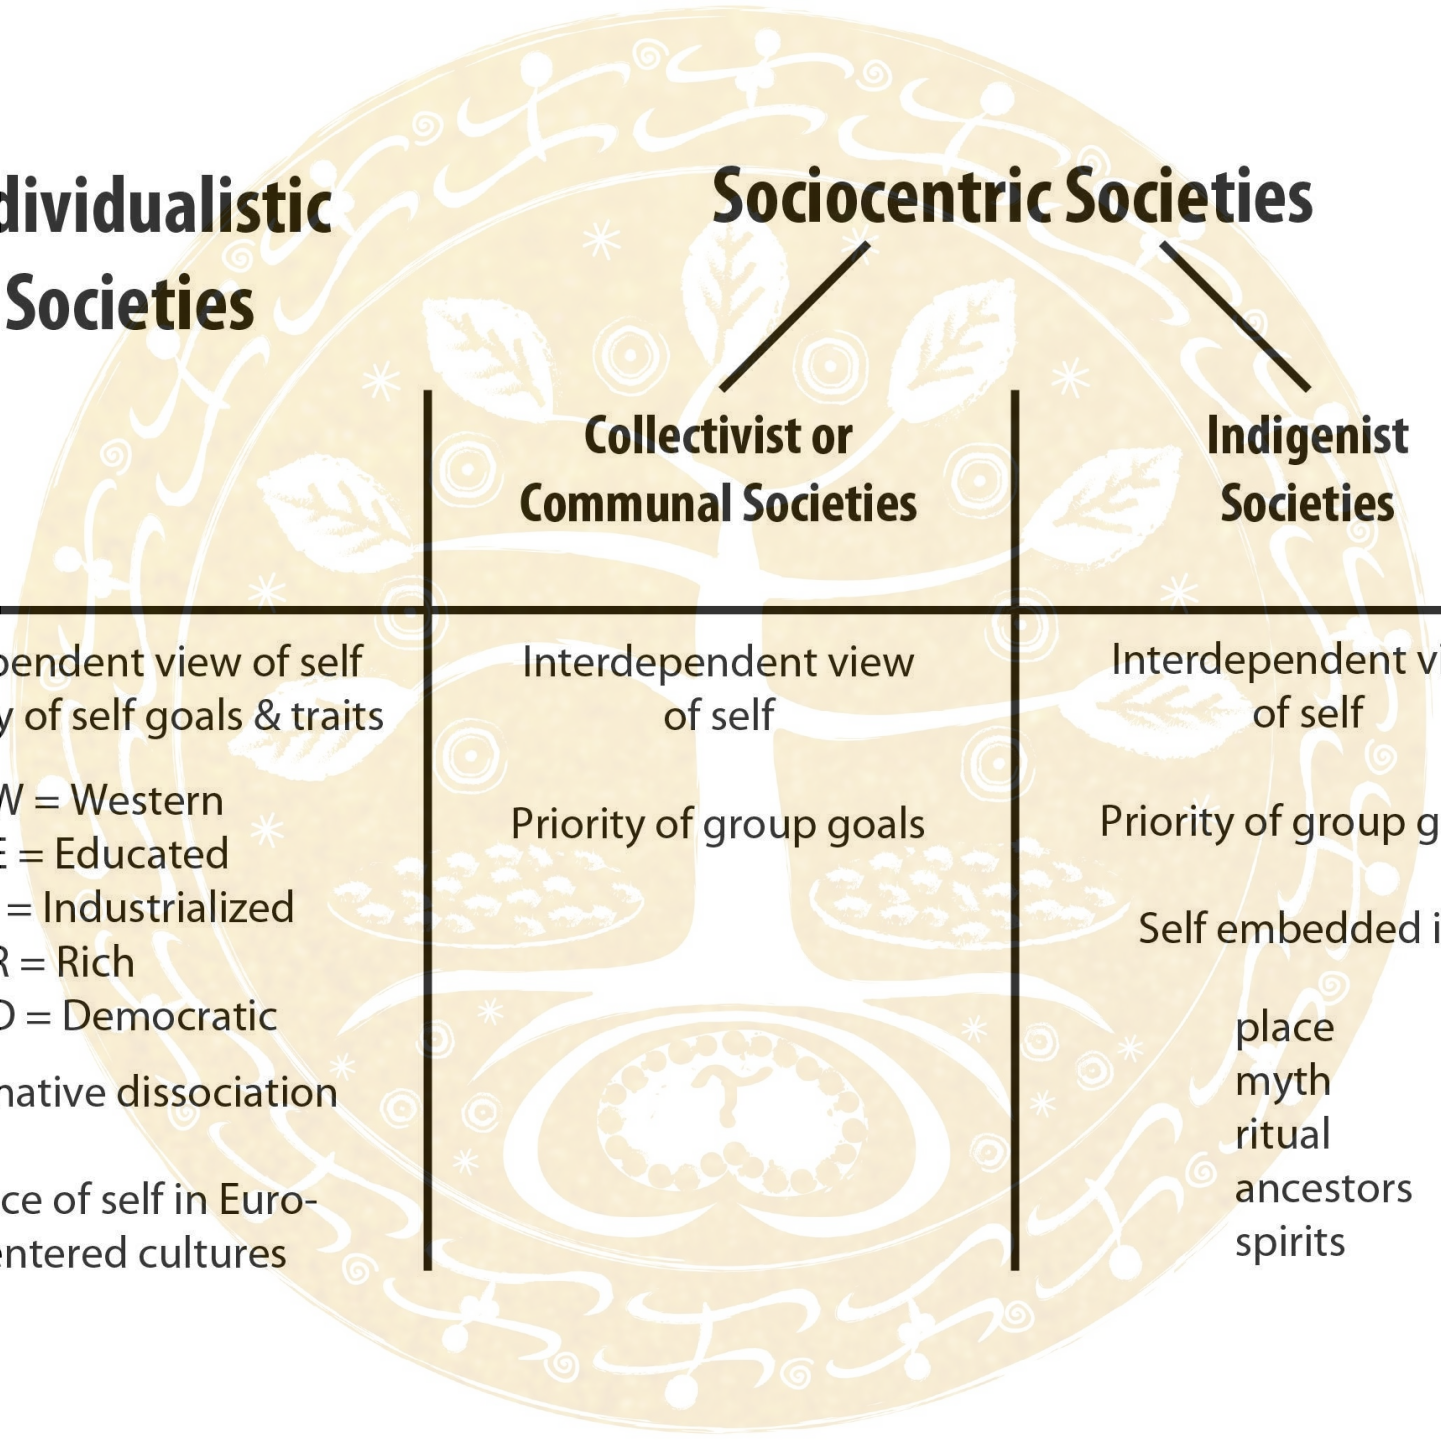 dividualistic
Societies
Sociocentric Societies
Collectivist or
Communal Societies
Indigenist
Societies
pendent view of self
y of self goals & traits
W = Western
E = Educated
= Industrialized
R = Rich
D = Democratic
native dissociation
ce of self in Euro-
entered cultures
Interdependent view
of self
Priority of group goals
Interdependent vi
of self
Priority of group g
Self embedded i
place
myth
ritual
ancestors
spirits